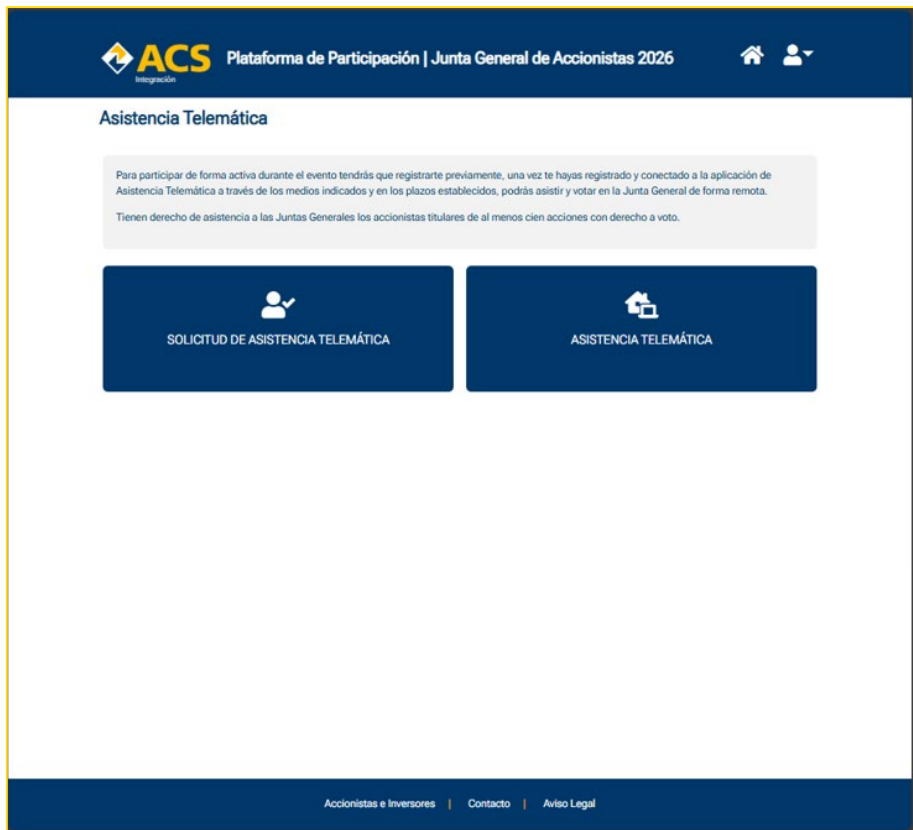 ACS
Integración
Plataforma de Participación | Junta General de Accionistas 2026
Asistencia Telemática
Para participar de forma activa durante el evento tendrás que registrarte previamente, una vez te hayas registrado y conectado a la aplicación de
Asistencia Telemática a través de los medios indicados y en los plazos establecidos, podrás asistir y votar en la Junta General de forma remota.
Tienen derecho de asistencia a las Juntas Generales los accionistas titulares de al menos cien acciones con derecho a voto.
SOLICITUD DE ASISTENCIA TELEMÁTICA
ASISTENCIA TELEMÁTICA
Accionistas e Inversores | Contacto | Aviso Legal